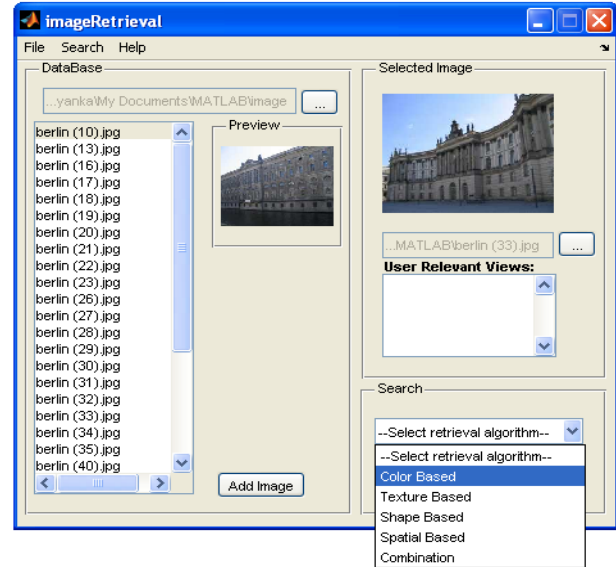 imageRetrieval
File Search Help
DataBase
...yanka\My Documents\MATLAB\image
...
berlin (10).jpg
berlin (13).jpg
berlin (16).jpg
berlin (17).jpg
berlin (18).jpg
berlin (19).jpg
berlin (20).jpg
berlin (21).jpg
berlin (22).jpg
berlin (23).jpg
berlin (26).jpg
berlin (27).jpg
berlin (28).jpg
berlin (29).jpg
berlin (30).jpg
berlin (31).jpg
berlin (32).jpg
berlin (33).jpg
berlin (34).jpg
berlin (35).jpg
berlin (40).jpg
Preview
Add Image
Selected Image
...MATLAB\berlin (33).jpg
...
User Relevant Views:
Search
--Select retrieval algorithm--
--Select retrieval algorithm--
Color Based
Texture Based
Shape Based
Spatial Based
Combination